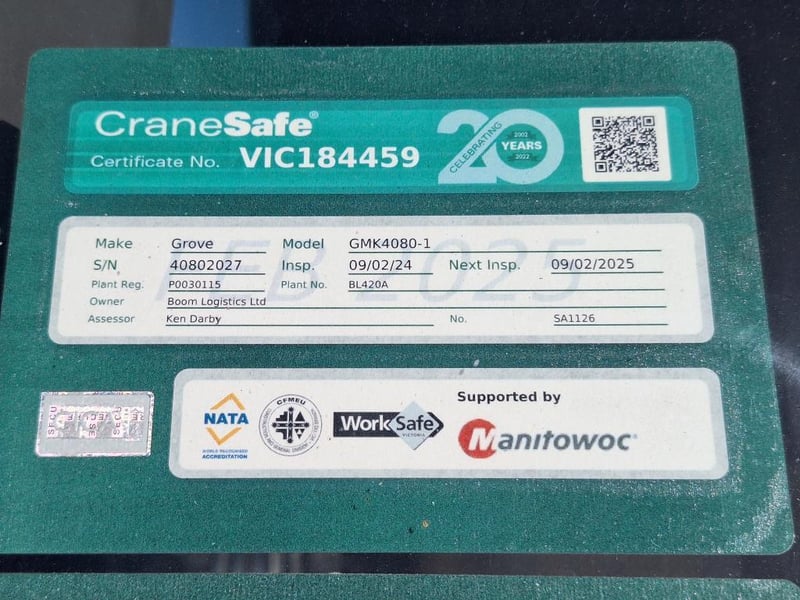 CraneSafe®
Certificate No. VIC184459
CELEBRATING 20 YEARS
2002
2022
FEB 2025
Make Grove Model GMK4080-1
S/N 40802027 Insp. 09/02/24 Next Insp. 09/02/2025
Plant Reg. P0030115 Plant No. BL420A
Owner Boom Logistics Ltd
Assessor Ken Darby No. SA1126
Supported by
NATA
WORLD RECOGNISED
ACCREDITATION
CFMEU
WorkSafe
VICTORIA
Manitowoc®
SECU